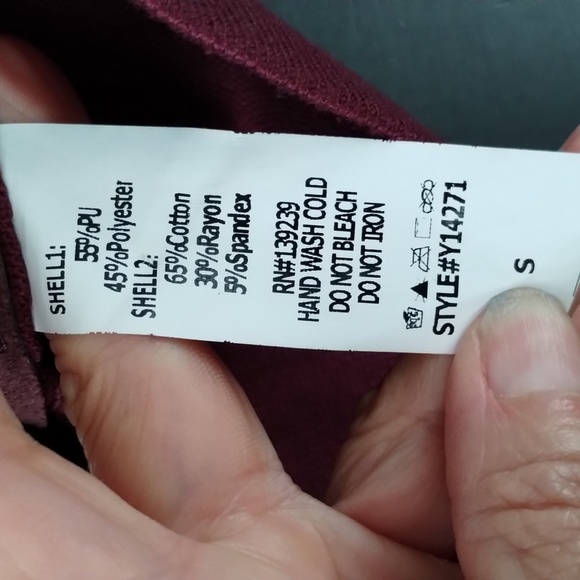 SHELL1:
55%PU
45%Polyester
SHELL2:
65%Cotton
30%Rayon
5%Spandex
RN#139239
HAND WASH COLD
DO NOT BLEACH
DO NOT IRON
STYLE#Y14271
S